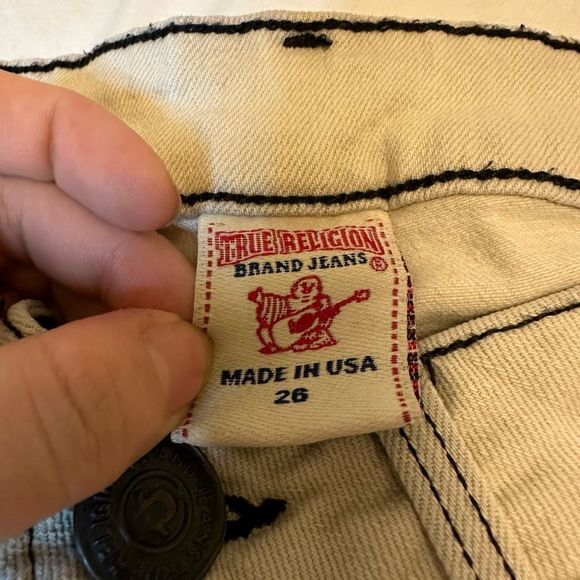 TRUE RELIGION
BRAND JEANS®
MADE IN USA
26